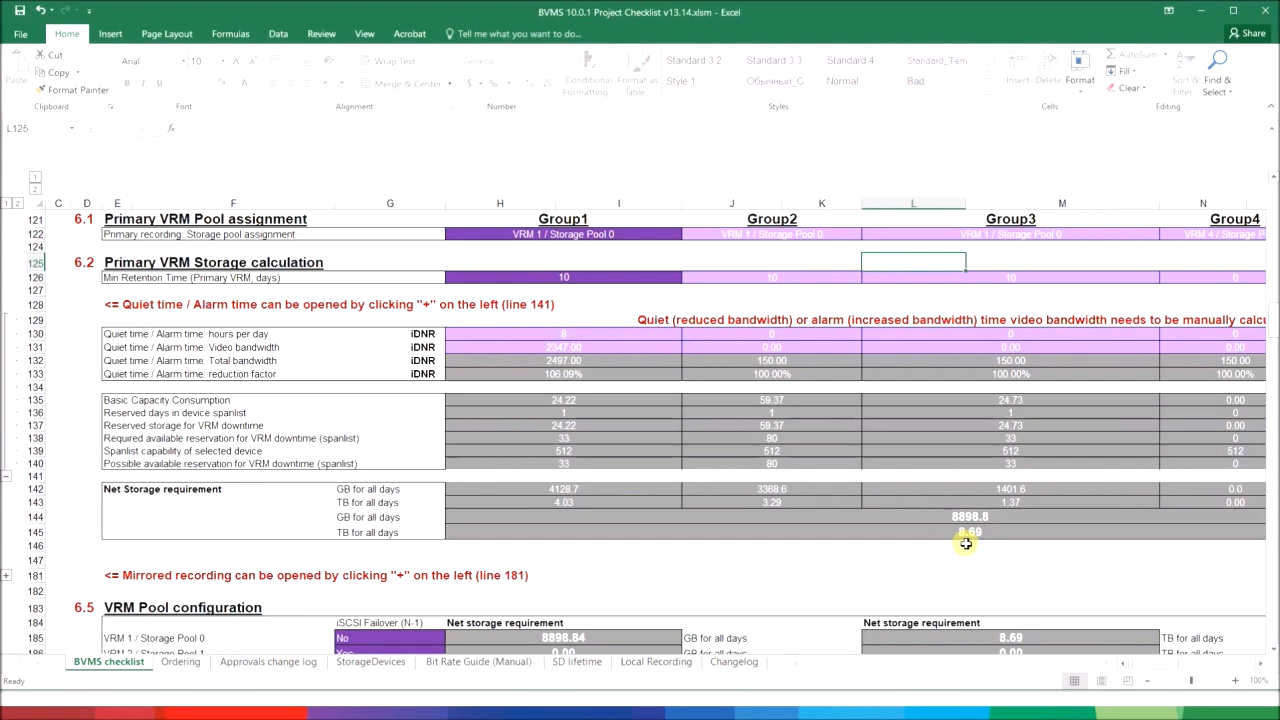 BVMS 10.0.1 Project Checklist v13.14.xlsm - Excel
File Home Insert Page Layout Formulas Data Review View Acrobat Tell me what you want to do... Share
Cut
Copy
Format Painter
Paste
Arial 10
B I U
Wrap Text
Merge & Center
Conditional Formatting
Format as Table
Standard 3 2 Standard 3 3 Standard 4 Standard_Tem
Style 1 Обычный_C Normal Bad
Insert Delete Format
AutoSum
Fill
Clear
Sort & Filter
Find & Select
Clipboard Font Alignment Number Styles Cells Editing
L125 fx
1
2
1 2 C D E F G H I J K L M N
121 6.1 Primary VRM Pool assignment Group1 Group2 Group3 Group4
122 Primary recording: Storage pool assignment VRM 1 / Storage Pool 0 VRM 1 / Storage Pool 0 VRM 1 / Storage Pool 0 VRM 4 / Storage P
124
125 6.2 Primary VRM Storage calculation
126 Min Retention Time (Primary VRM, days) 10 10 10 0
127
128 <= Quiet time / Alarm time can be opened by clicking "+" on the left (line 141)
129 Quiet (reduced bandwidth) or alarm (increased bandwidth) time video bandwidth needs to be manually calcu
130 Quiet time / Alarm time: hours per day iDNR 8 0 0 0
131 Quiet time / Alarm time: Video bandwidth iDNR 2347.00 0.00 0.00 0.00
132 Quiet time / Alarm time: Total bandwidth iDNR 2497.00 150.00 150.00 150.00
133 Quiet time / Alarm time: reduction factor iDNR 106.09% 100.00% 100.00% 100.00%
134
135 Basic Capacity Consumption 24.22 59.37 24.73 0.00
136 Reserved days in device spanlist 1 1 1 0
137 Reserved storage for VRM downtime 24.22 59.37 24.73 0.00
138 Required available reservation for VRM downtime (spanlist) 33 80 33 0
139 Spanlist capability of selected device 512 512 512 512
140 Possible available reservation for VRM downtime (spanlist) 33 80 33 0
141
142 Net Storage requirement GB for all days 4128.7 3368.6 1401.6 0.0
143 TB for all days 4.03 3.29 1.37 0.00
144 GB for all days 8898.8
145 TB for all days 8.69
146
147
181 <= Mirrored recording can be opened by clicking "+" on the left (line 181)
182
183 6.5 VRM Pool configuration
184 iSCSI Failover (N-1) Net storage requirement Net storage requirement
185 VRM 1 / Storage Pool 0 No 8898.84 GB for all days 8.69 TB for all days
186 VRM 2 / Storage Pool 0 Yes 0.00 GB for all days 0.00 TB for all days
BVMS checklist Ordering Approvals change log StorageDevices Bit Rate Guide (Manual) SD lifetime Local Recording Changelog
Ready 100%